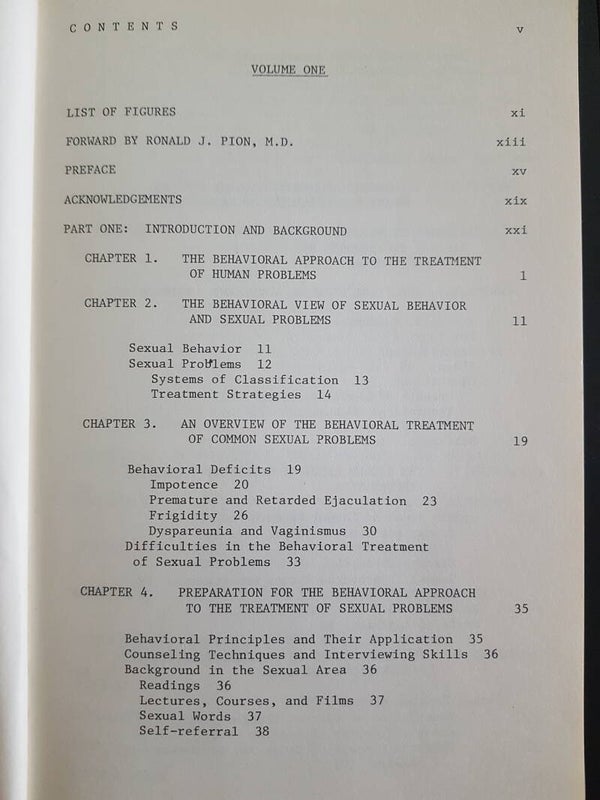 CONTENTS v
VOLUME ONE
LIST OF FIGURES xi
FORWARD BY RONALD J. PION, M.D. xiii
PREFACE xv
ACKNOWLEDGEMENTS xix
PART ONE: INTRODUCTION AND BACKGROUND xxi
CHAPTER 1. THE BEHAVIORAL APPROACH TO THE TREATMENT
OF HUMAN PROBLEMS 1
CHAPTER 2. THE BEHAVIORAL VIEW OF SEXUAL BEHAVIOR
AND SEXUAL PROBLEMS 11
Sexual Behavior 11
Sexual Problems 12
Systems of Classification 13
Treatment Strategies 14
CHAPTER 3. AN OVERVIEW OF THE BEHAVIORAL TREATMENT
OF COMMON SEXUAL PROBLEMS 19
Behavioral Deficits 19
Impotence 20
Premature and Retarded Ejaculation 23
Frigidity 26
Dyspareunia and Vaginismus 30
Difficulties in the Behavioral Treatment
of Sexual Problems 33
CHAPTER 4. PREPARATION FOR THE BEHAVIORAL APPROACH
TO THE TREATMENT OF SEXUAL PROBLEMS 35
Behavioral Principles and Their Application 35
Counseling Techniques and Interviewing Skills 36
Background in the Sexual Area 36
Readings 36
Lectures, Courses, and Films 37
Sexual Words 37
Self-referral 38